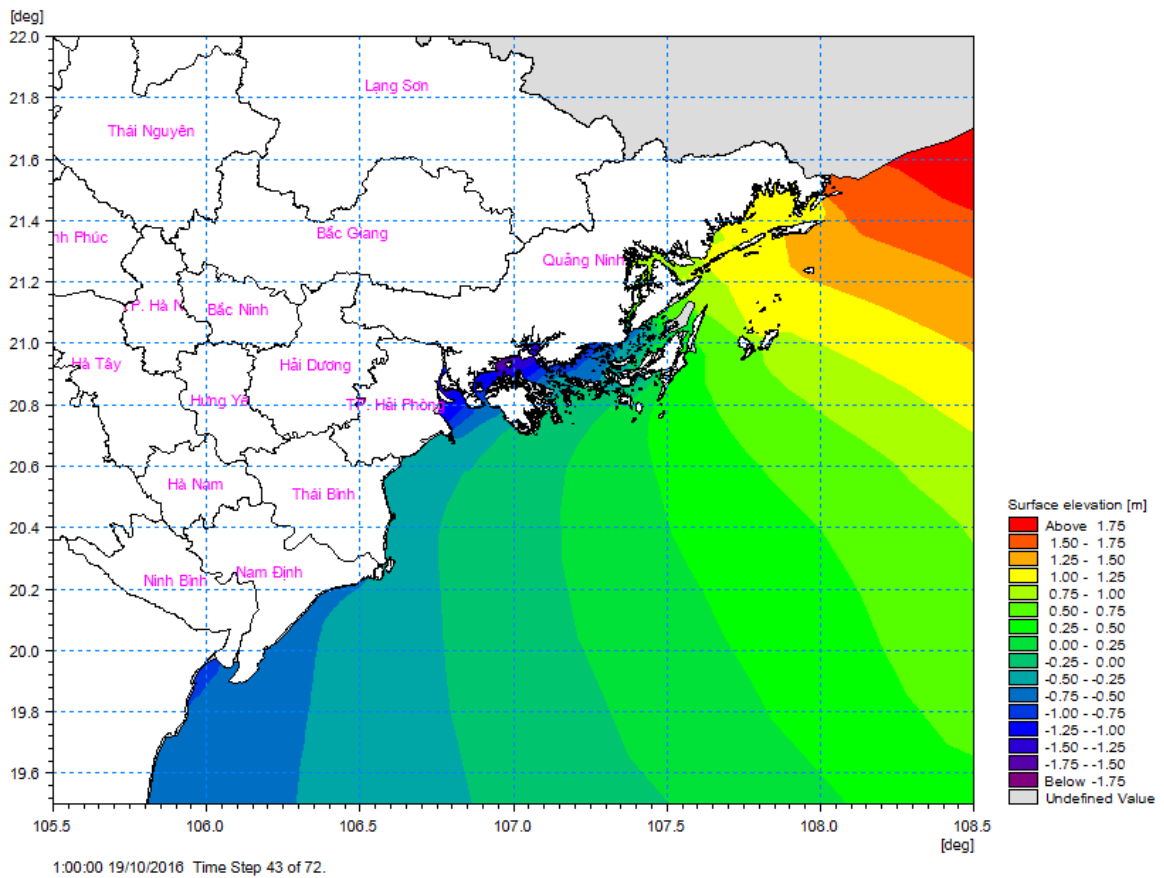 [deg]
22.0
21.8
21.6
21.4
21.2
21.0
20.8
20.6
20.4
20.2
20.0
19.8
19.6
Lạng Sơn
Thái Nguyên
nh Phúc
Bắc Giang
Quảng Ninh
P. Hà N
Bắc Ninh
Hà Tây
Hải Dương
Hưng Yê
TP. Hải Phòng
Hà Nam
Thái Bình
Ninh Bình
Nam Định
105.5 106.0 106.5 107.0 107.5 108.0 108.5
[deg]
1:00:00 19/10/2016 Time Step 43 of 72.
Surface elevation [m]
Above 1.75
1.50 - 1.75
1.25 - 1.50
1.00 - 1.25
0.75 - 1.00
0.50 - 0.75
0.25 - 0.50
0.00 - 0.25
-0.25 - 0.00
-0.50 - -0.25
-0.75 - -0.50
-1.00 - -0.75
-1.25 - -1.00
-1.50 - -1.25
-1.75 - -1.50
Below -1.75
Undefined Value